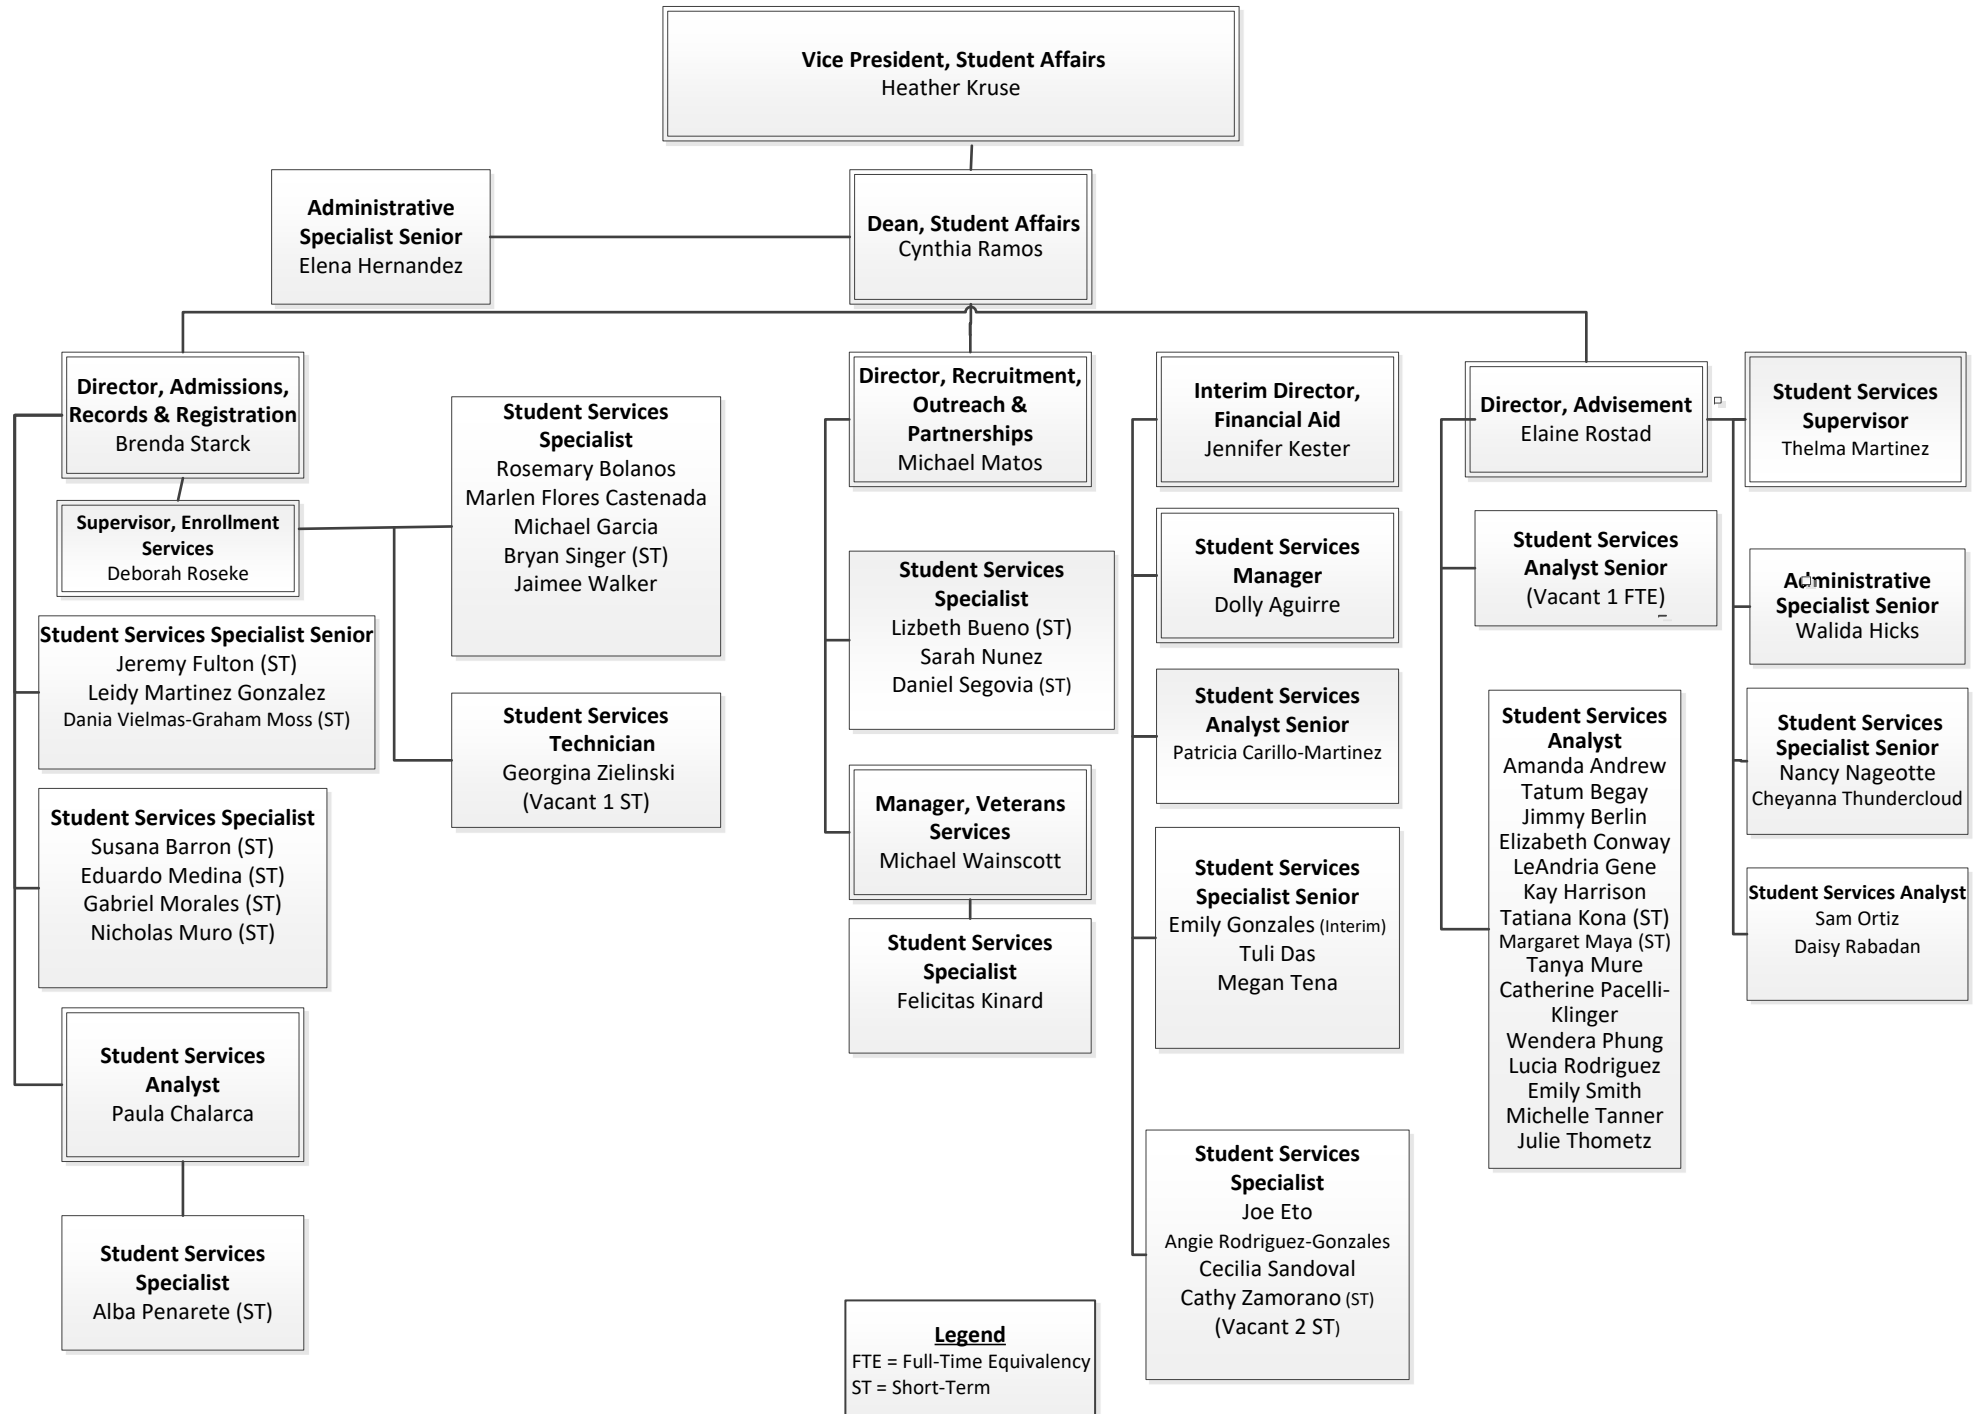 Vice President, Student Affairs
Heather Kruse
Administrative
Specialist Senior
Elena Hernandez
Dean, Student Affairs
Cynthia Ramos
Director, Admissions,
Records & Registration
Brenda Starck
Supervisor, Enrollment
Services
Deborah Roseke
Student Services Specialist Senior
Jeremy Fulton (ST)
Leidy Martinez Gonzalez
Dania Vielmas-Graham Moss (ST)
Student Services Specialist
Susana Barron (ST)
Eduardo Medina (ST)
Gabriel Morales (ST)
Nicholas Muro (ST)
Student Services
Analyst
Paula Chalarca
Student Services
Specialist
Alba Penarete (ST)
Student Services
Specialist
Rosemary Bolanos
Marlen Flores Castenada
Michael Garcia
Bryan Singer (ST)
Jaimee Walker
Student Services
Technician
Georgina Zielinski
(Vacant 1 ST)
Director, Recruitment,
Outreach &
Partnerships
Michael Matos
Student Services
Specialist
Lizbeth Bueno (ST)
Sarah Nunez
Daniel Segovia (ST)
Manager, Veterans
Services
Michael Wainscott
Student Services
Specialist
Felicitas Kinard
Interim Director,
Financial Aid
Jennifer Kester
Student Services
Manager
Dolly Aguirre
Student Services
Analyst Senior
Patricia Carillo-Martinez
Student Services
Specialist Senior
Emily Gonzales (Interim)
Tuli Das
Megan Tena
Student Services
Specialist
Joe Eto
Angie Rodriguez-Gonzales
Cecilia Sandoval
Cathy Zamorano (ST)
(Vacant 2 ST)
Director, Advisement
Elaine Rostad
Student Services
Analyst Senior
(Vacant 1 FTE)
Student Services
Analyst
Amanda Andrew
Tatum Begay
Jimmy Berlin
Elizabeth Conway
LeAndria Gene
Kay Harrison
Tatiana Kona (ST)
Margaret Maya (ST)
Tanya Mure
Catherine Pacelli-
Klinger
Wendera Phung
Lucia Rodriguez
Emily Smith
Michelle Tanner
Julie Thometz
Student Services
Supervisor
Thelma Martinez
Administrative
Specialist Senior
Walida Hicks
Student Services
Specialist Senior
Nancy Nageotte
Cheyanna Thundercloud
Student Services Analyst
Sam Ortiz
Daisy Rabadan
Legend
FTE = Full-Time Equivalency
ST = Short-Term